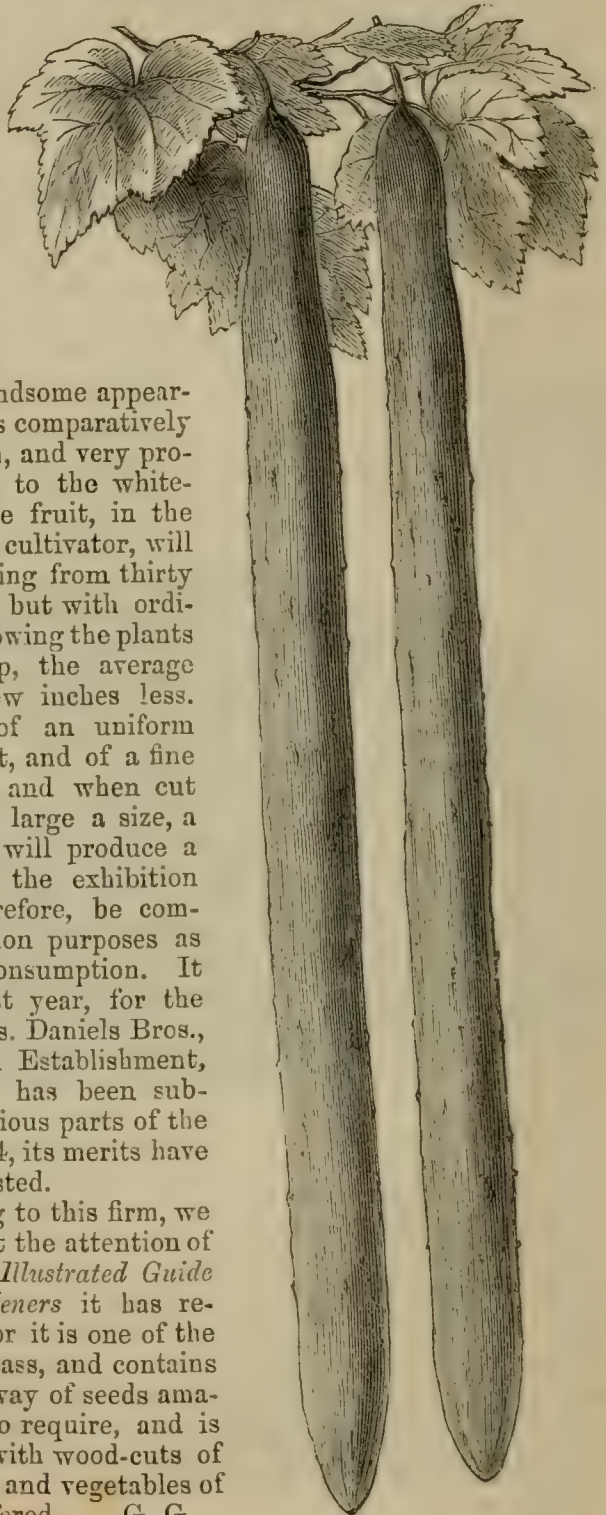 ndsome appear-
s comparatively
, and very pro-
to the white-
e fruit, in the
cultivator, will
ing from thirty
but with ordi-
owing the plants
p, the average
w inches less.
of an uniform
t, and of a fine
and when cut
large a size, a
will produce a
the exhibition
refore, be com-
ion purposes as
onsumption. It
t year, for the
s. Daniels Bros.,
Establishment,
has been sub-
ious parts of the
, its merits have
sted.
g to this firm, we
t the attention of
Illustrated Guide
eners it has re-
or it is one of the
ass, and contains
way of seeds ama-
o require, and is
with wood-cuts of
and vegetables of
fered. G. G.